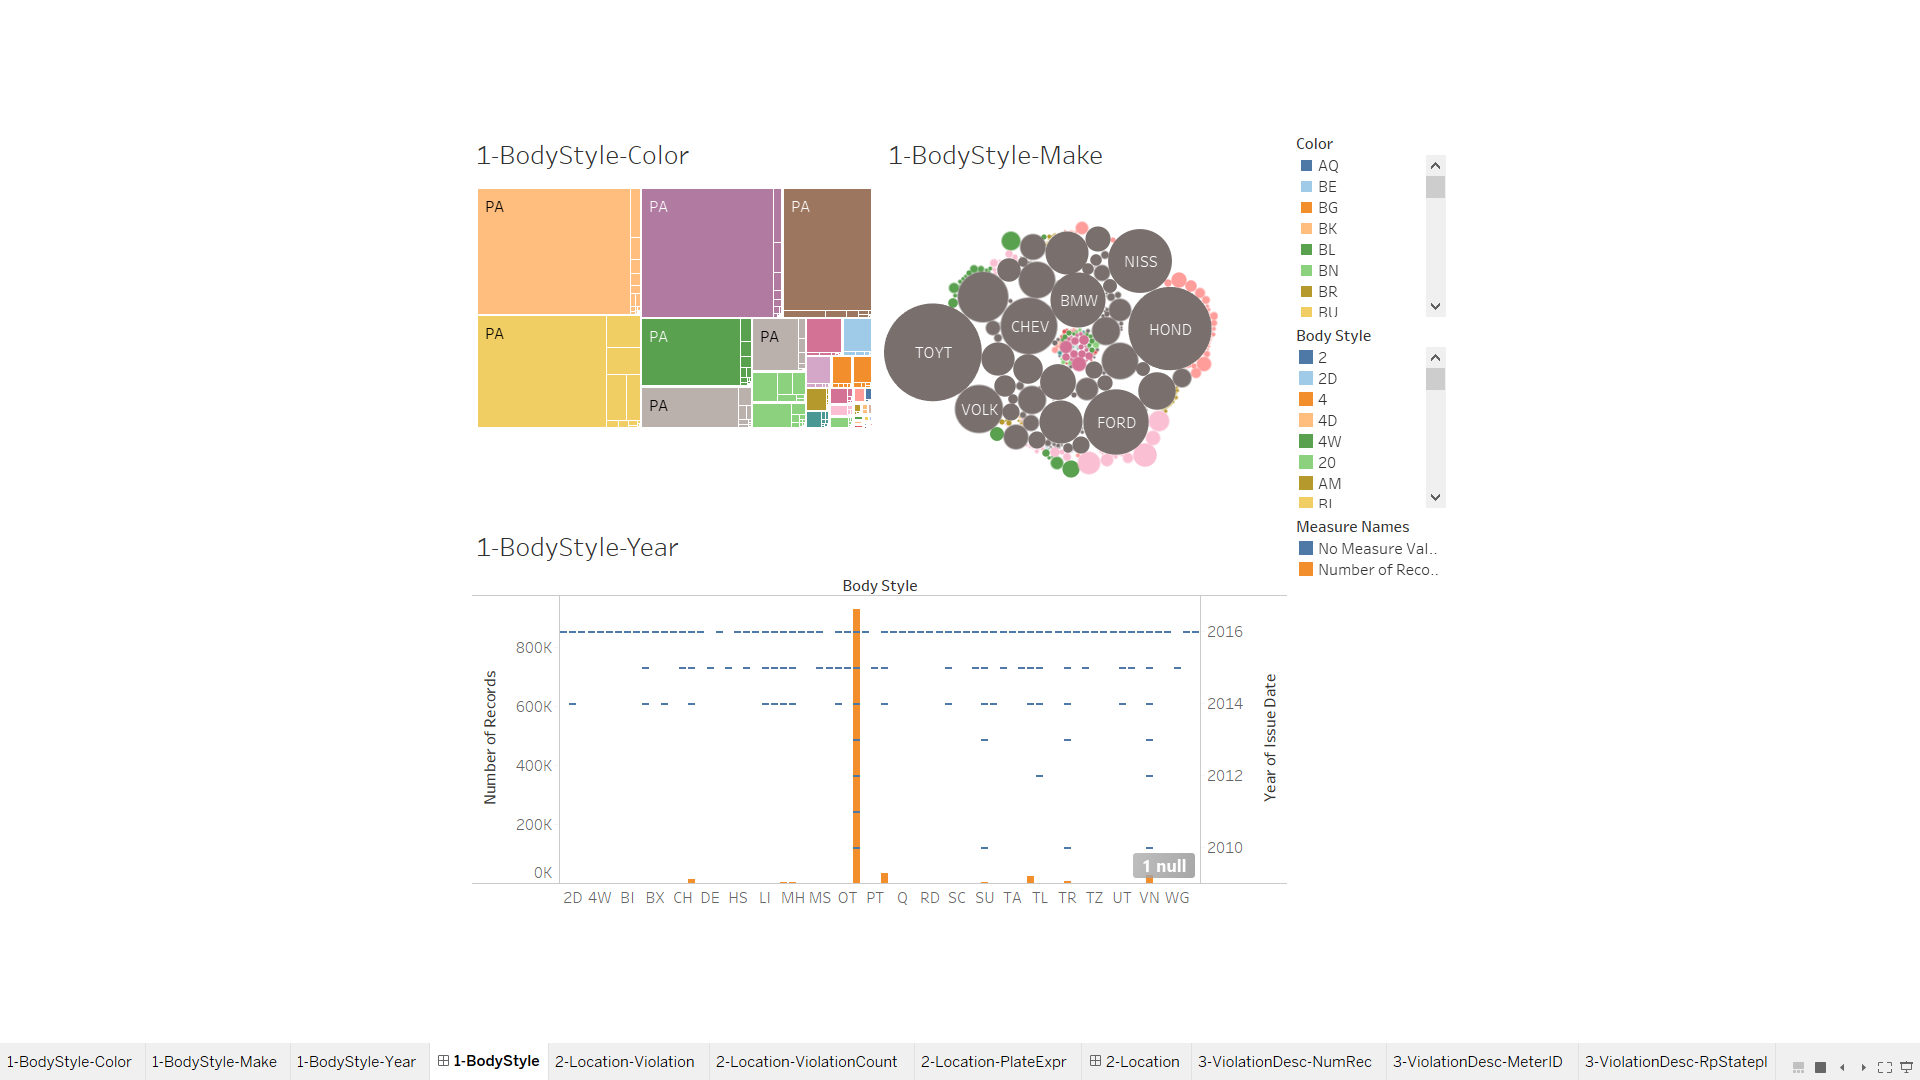 1-BodyStyle-Color
PA
PA
PA
PA
PA
PA
PA
1-BodyStyle-Make
NISS
BMW
CHEV
HOND
TOYT
VOLK
FORD
Color
AQ
BE
BG
BK
BL
BN
BR
BU
Body Style
2
2D
4
4D
4W
20
AM
BI
Measure Names
No Measure Val..
Number of Reco..
1-BodyStyle-Year
Body Style
Number of Records
800K
600K
400K
200K
0K
2016
2014
2012
2010
Year of Issue Date
1 null
2D 4W BI BX CH DE HS LI MH MS OT PT Q RD SC SU TA TL TR TZ UT VN WG
1-BodyStyle-Color 1-BodyStyle-Make 1-BodyStyle-Year 1-BodyStyle 2-Location-Violation 2-Location-ViolationCount 2-Location-PlateExpr 2-Location 3-ViolationDesc-NumRec 3-ViolationDesc-MeterID 3-ViolationDesc-RpStatepl